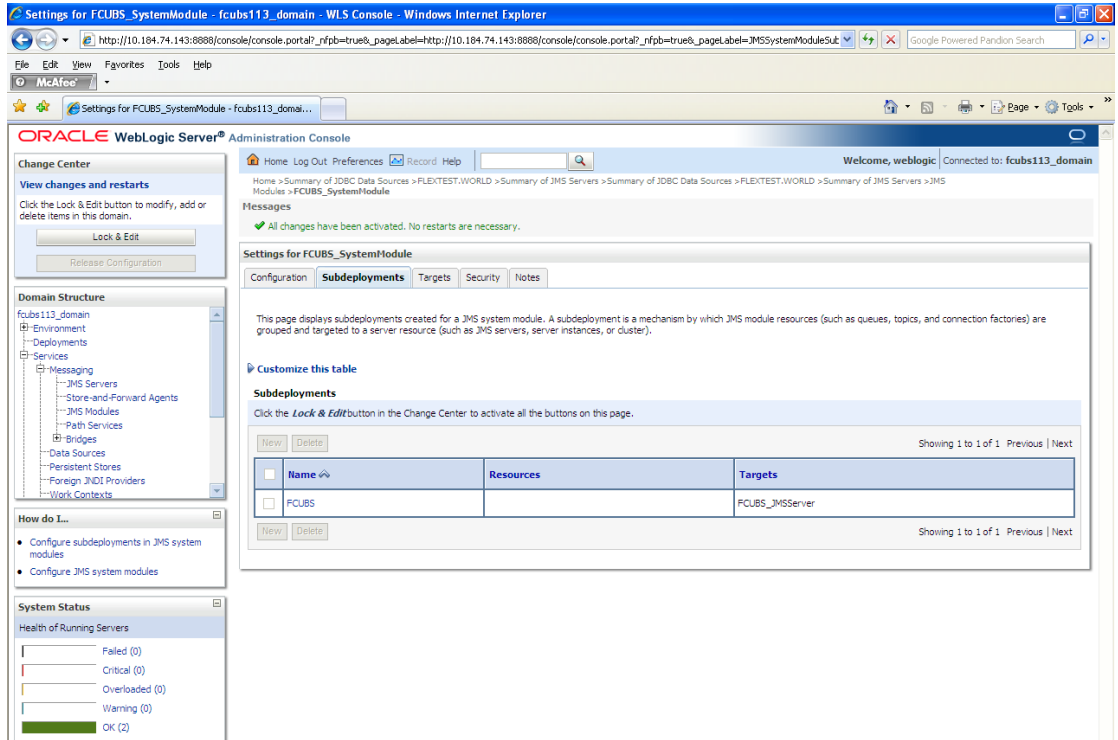 Settings for FCUBS_SystemModule - fcubs113_domain - WLS Console - Windows Internet Explorer
http://10.184.74.143:8888/console/console.portal?_nfpb=true&_pageLabel=http://10.184.74.143:8888/console/console.portal?_nfpb=true&_pageLabel=JMSSystemModuleSub
Google Powered Pandion Search
File Edit View Favorites Tools Help
McAfee
Settings for FCUBS_SystemModule - fcubs113_domai...
Page Tools »
ORACLE WebLogic Server® Administration Console
Change Center
View changes and restarts
Click the Lock & Edit button to modify, add or
delete items in this domain.
Lock & Edit
Release Configuration
Domain Structure
fcubs113_domain
Environment
Deployments
Services
Messaging
JMS Servers
Store-and-Forward Agents
JMS Modules
Path Services
Bridges
Data Sources
Persistent Stores
Foreign JNDI Providers
Work Contexts
How do I...
Configure subdeployments in JMS system
modules
Configure JMS system modules
System Status
Health of Running Servers
Failed (0)
Critical (0)
Overloaded (0)
Warning (0)
OK (2)
Home Log Out Preferences Record Help
Welcome, weblogic Connected to: fcubs113_domain
Home >Summary of JDBC Data Sources >FLEXTEST.WORLD >Summary of JMS Servers >Summary of JDBC Data Sources >FLEXTEST.WORLD >Summary of JMS Servers >JMS
Modules >FCUBS_SystemModule
Messages
All changes have been activated. No restarts are necessary.
Settings for FCUBS_SystemModule
Configuration Subdeployments Targets Security Notes
This page displays subdeployments created for a JMS system module. A subdeployment is a mechanism by which JMS module resources (such as queues, topics, and connection factories) are
grouped and targeted to a server resource (such as JMS servers, server instances, or cluster).
Customize this table
Subdeployments
Click the Lock & Edit button in the Change Center to activate all the buttons on this page.
New Delete Showing 1 to 1 of 1 Previous | Next
Name Resources Targets
FCUBS FCUBS_JMSServer
New Delete Showing 1 to 1 of 1 Previous | Next